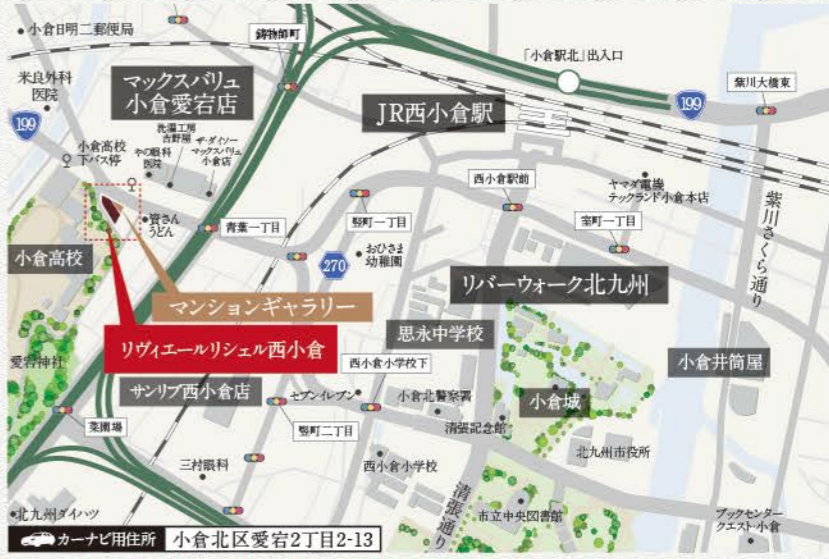 小倉日明二郵便局
鋳物師町
「小倉駅北」出入口
米良外科
医院
マックスバリュ
小倉愛宕店
JR西小倉駅
199
紫川大橋東
199
小倉高校
下バス停
やの眼科
医院
洗濯工房
吉野屋
ザ・ダイソー
マックスバリュ
小倉店
西小倉駅前
ヤマダ電機
テックランド小倉本店
竪町一丁目
室町一丁目
資さん
うどん
青葉一丁目
紫川さくら通り
小倉高校
270
おひさま
幼稚園
リバーウォーク北九州
マンションギャラリー
思永中学校
リヴィエールリシェル西小倉
西小倉小学校下
小倉井筒屋
愛宕神社
サンリブ西小倉店
セブンイレブン
小倉北警察署
小倉城
菜園場
竪町二丁目
清張記念館
北九州市役所
三村眼科
西小倉小学校
清張通り
市立中央図書館
北九州ダイハツ
ブックセンター
クエスト・小倉
カーナビ用住所 小倉北区愛宕2丁目2-13